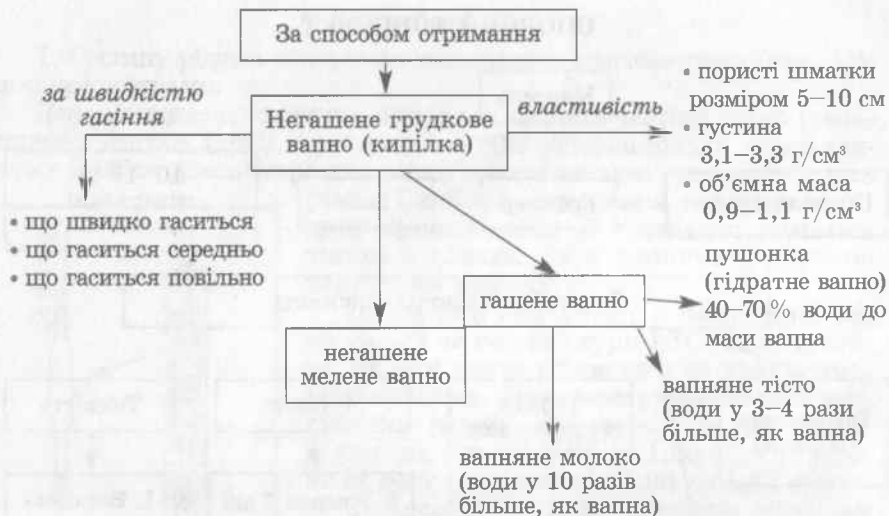 За способом отримання
за швидкістю
гасіння
Негашене грудкове
вапно (кипілка)
властивість
• пористі шматки
розміром 5–10 см
• густина
3,1–3,3 г/см³
• об'ємна маса
0,9–1,1 г/см³
• що швидко гаситься
• що гаситься середньо
• що гаситься повільно
гашене вапно
пушонка
(гідратне вапно)
40–70 % води до
маси вапна
негашене
мелене вапно
вапняне тісто
(води у 3–4 рази
більше, як вапна)
вапняне молоко
(води у 10 разів
більше, як вапна)